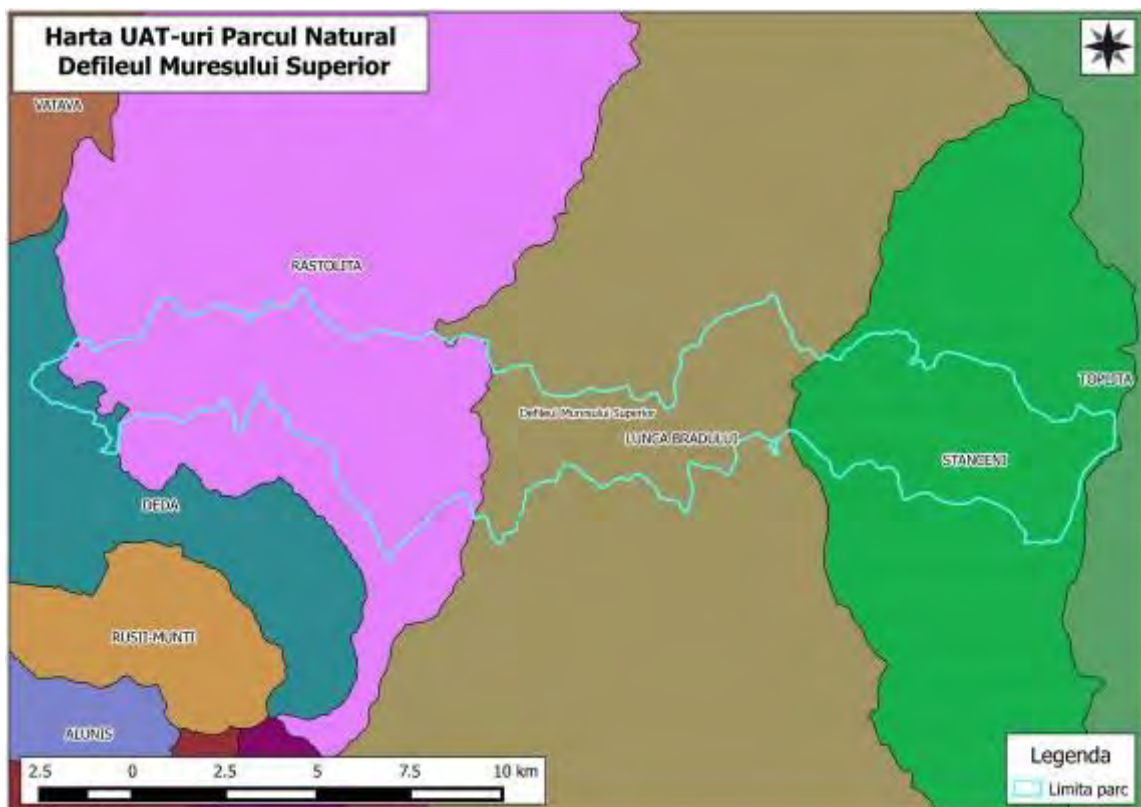 Harta UAT-uri Parcul Natural
Defileul Muresului Superior
VATAVA
RASTOLITA
TOPLITA
Defileul Muresului Superior
LUNCA BRADULUI
STANCENI
DEDA
RUSII-MUNTI
ALUNIS
2.5 0 2.5 5 7.5 10 km
Legenda
Limita parc